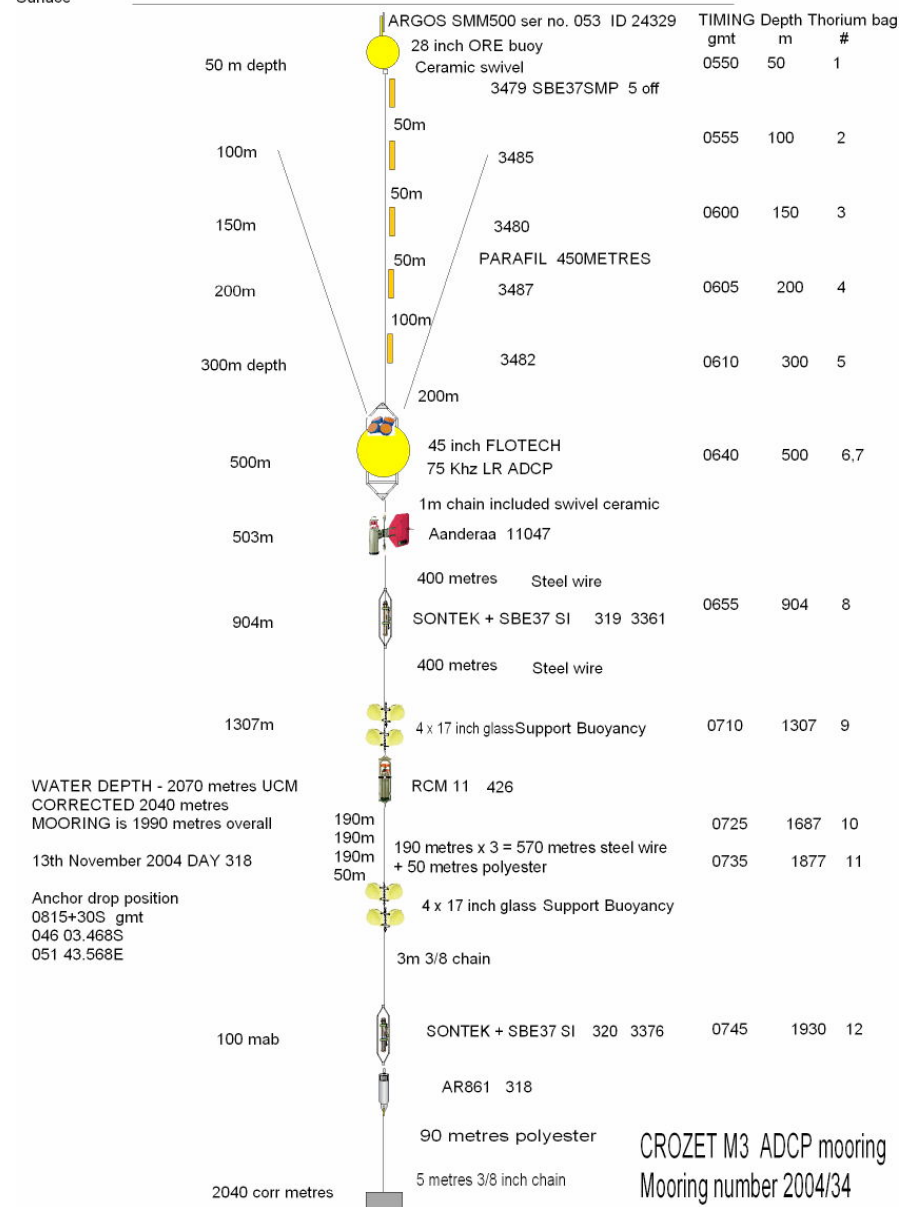 Surface
ARGOS SMM500 ser no. 053 ID 24329 TIMING Depth Thorium bag
gmt m #
28 inch ORE buoy
50 m depth Ceramic swivel 0550 50 1
3479 SBE37SMP 5 off
50m
100m 3485 0555 100 2
50m
150m 3480 0600 150 3
50m PARAFIL 450METRES
200m 3487 0605 200 4
100m
300m depth 3482 0610 300 5
200m
45 inch FLOTECH
500m 75 Khz LR ADCP 0640 500 6,7
1m chain included swivel ceramic
503m Aanderaa 11047
400 metres Steel wire
904m SONTEK + SBE37 SI 319 3361 0655 904 8
400 metres Steel wire
1307m 4 x 17 inch glass Support Buoyancy 0710 1307 9
RCM 11 426
WATER DEPTH - 2070 metres UCM
CORRECTED 2040 metres
MOORING is 1990 metres overall
13th November 2004 DAY 318
Anchor drop position
0815+30S gmt
046 03.468S
051 43.568E
190m
190m
190m
50m
190 metres x 3 = 570 metres steel wire
+ 50 metres polyester
0725 1687 10
0735 1877 11
4 x 17 inch glass Support Buoyancy
3m 3/8 chain
100 mab SONTEK + SBE37 SI 320 3376 0745 1930 12
AR861 318
90 metres polyester
5 metres 3/8 inch chain
2040 corr metres
CROZET M3 ADCP mooring
Mooring number 2004/34